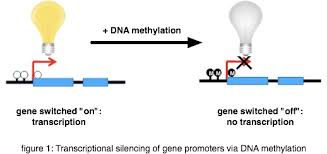 + DNA methylation
M M M
gene switched "on":
transcription
gene switched "off":
no transcription
figure 1: Transcriptional silencing of gene promoters via DNA methylation